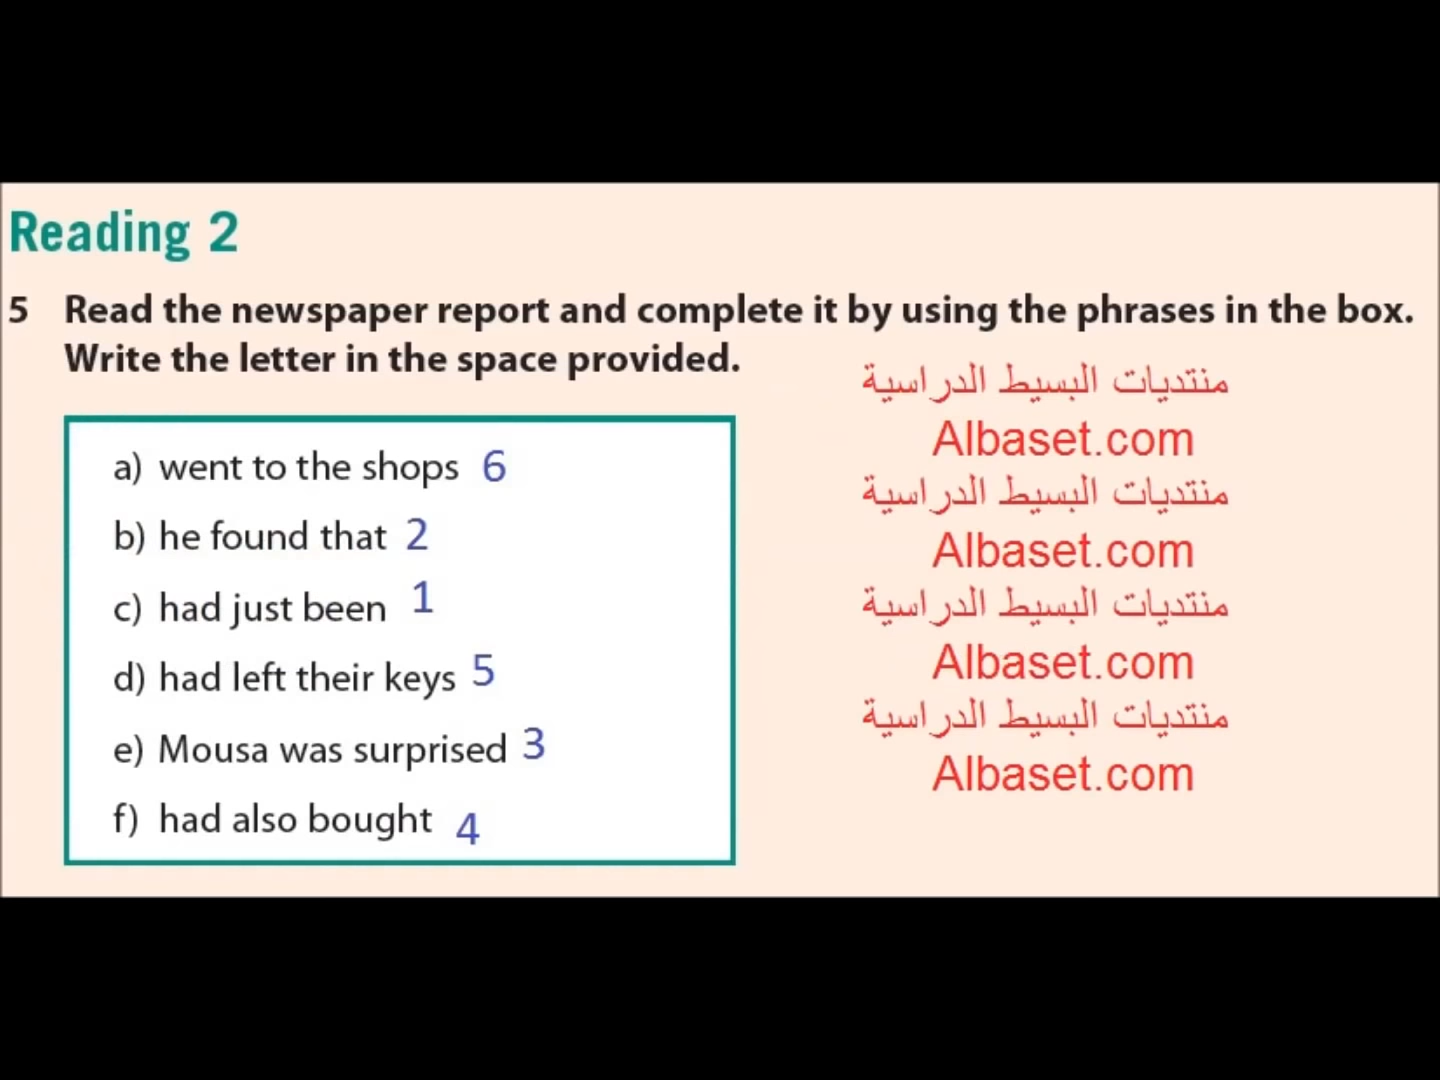 Reading 2
5 Read the newspaper report and complete it by using the phrases in the box.
Write the letter in the space provided.
a) went to the shops 6
b) he found that 2
c) had just been 1
d) had left their keys 5
e) Mousa was surprised 3
f) had also bought 4
منتديات البسيط الدراسية
Albaset.com
منتديات البسيط الدراسية
Albaset.com
منتديات البسيط الدراسية
Albaset.com
منتديات البسيط الدراسية
Albaset.com